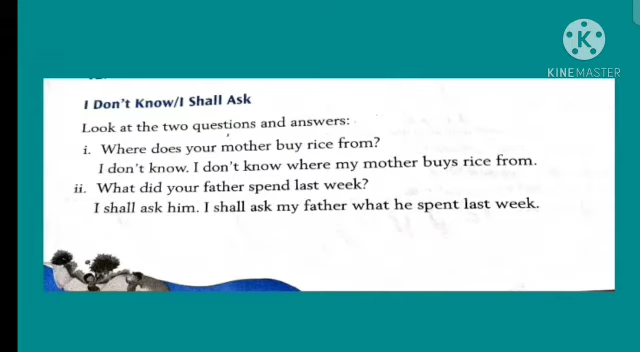 KINEMASTER
I Don't Know/I Shall Ask
Look at the two questions and answers:
i. Where does your mother buy rice from?
I don't know. I don't know where my mother buys rice from.
ii. What did your father spend last week?
I shall ask him. I shall ask my father what he spent last week.